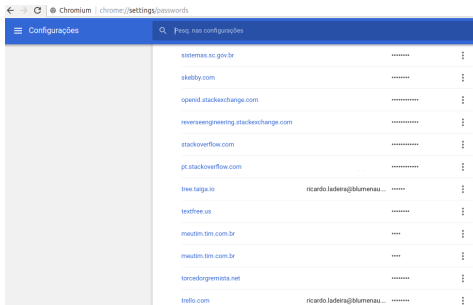 Chromium | chrome://settings/passwords
Configurações
Pesq. nas configurações
sistemas.sc.gov.br ••••••••
skebby.com ••••••••
openid.stackexchange.com ••••••••••••
reverseengineering.stackexchange.com ••••••••••••
stackoverflow.com ••••••••••••
pt.stackoverflow.com ••••••••••••
tree.taiga.io ricardo.ladeira@blumenau... ••••••
textfree.us ••••••••
meutim.tim.com.br ••••
meutim.tim.com.br ••••
torcedorgremista.net ••••••••
trello.com ricardo.ladeira@blumenau... ••••••••